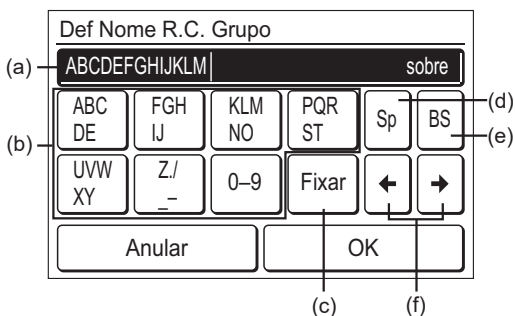 Def Nome R.C. Grupo
(a) ABCDEFGHIJKLM sobre
(b)
ABC DE
FGH IJ
KLM NO
PQR ST
Sp
BS
(d)
(e)
UVW XY
Z./ _–
0–9
Fixar
←
→
Anular
OK
(c)
(f)